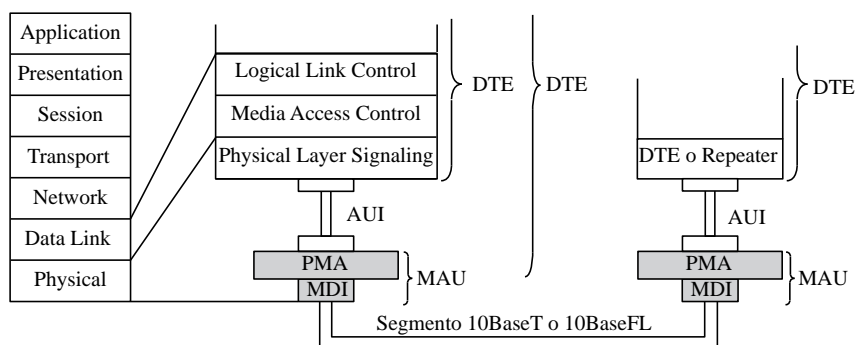 Application
Presentation
Session
Transport
Network
Data Link
Physical
Logical Link Control
Media Access Control
Physical Layer Signaling
DTE
DTE
AUI
PMA
MDI
MAU
DTE o Repeater
DTE
AUI
PMA
MDI
MAU
Segmento 10BaseT o 10BaseFL